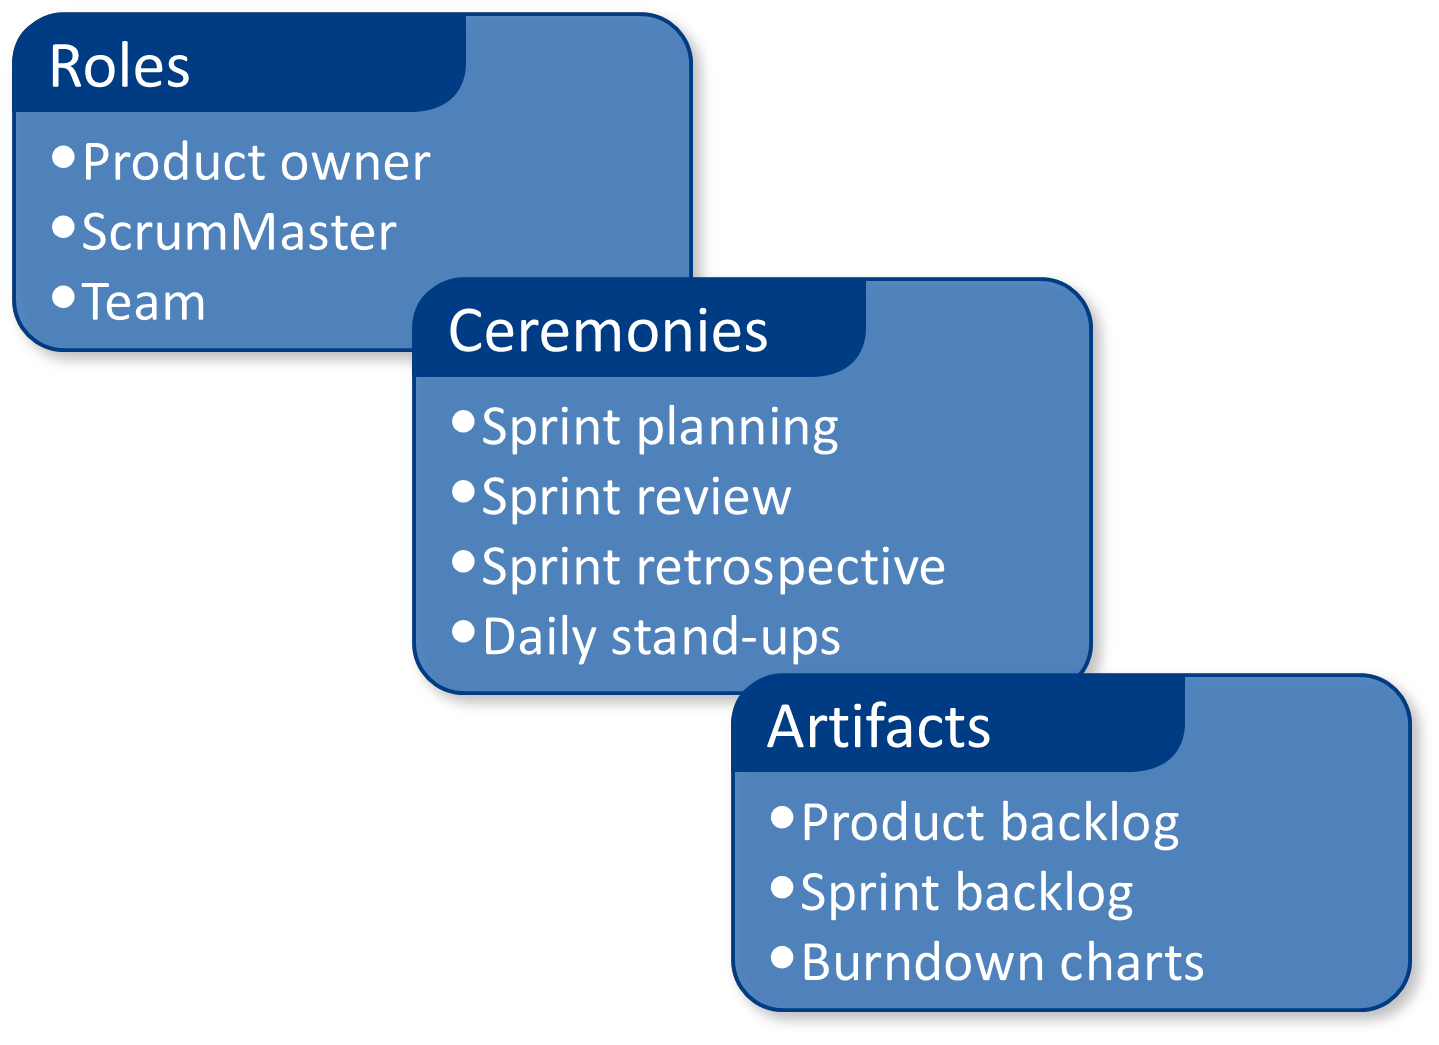 Roles
•Product owner
•ScrumMaster
•Team
Ceremonies
•Sprint planning
•Sprint review
•Sprint retrospective
•Daily stand-ups
Artifacts
•Product backlog
•Sprint backlog
•Burndown charts